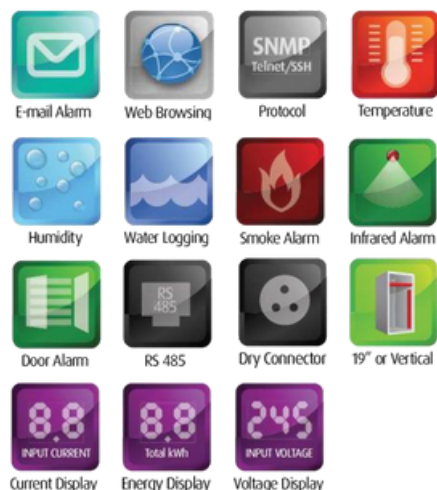 SNMP
Telnet/SSH
E-mail Alarm
Web Browsing
Protocol
Temperature
Humidity
Water Logging
Smoke Alarm
Infrared Alarm
RS
485
Door Alarm
RS 485
Dry Connector
19" or Vertical
8.8
INPUT CURRENT
8.8
Total kWh
245
INPUT VOLTAGE
Current Display
Energy Display
Voltage Display